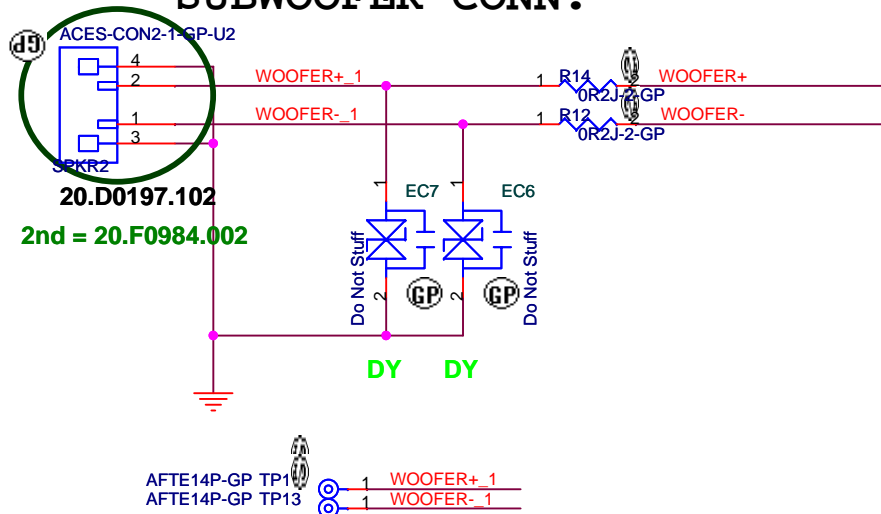 SUBWOOFER CONN.
ACES-CON2-1-GP-U2
GP
4
2
1
3
SPKR2
20.D0197.102
2nd = 20.F0984.002
WOOFER+_1
WOOFER-_1
1 R14 2 WOOFER+
0R2J-2-GP
1 R12 2 WOOFER-
0R2J-2-GP
1 EC7 1 EC6
Do Not Stuff
Do Not Stuff
2 GP 2 GP
DY DY
AFTE14P-GP 1 WOOFER+_1
AFTE14P-GP TP13 1 WOOFER-_1